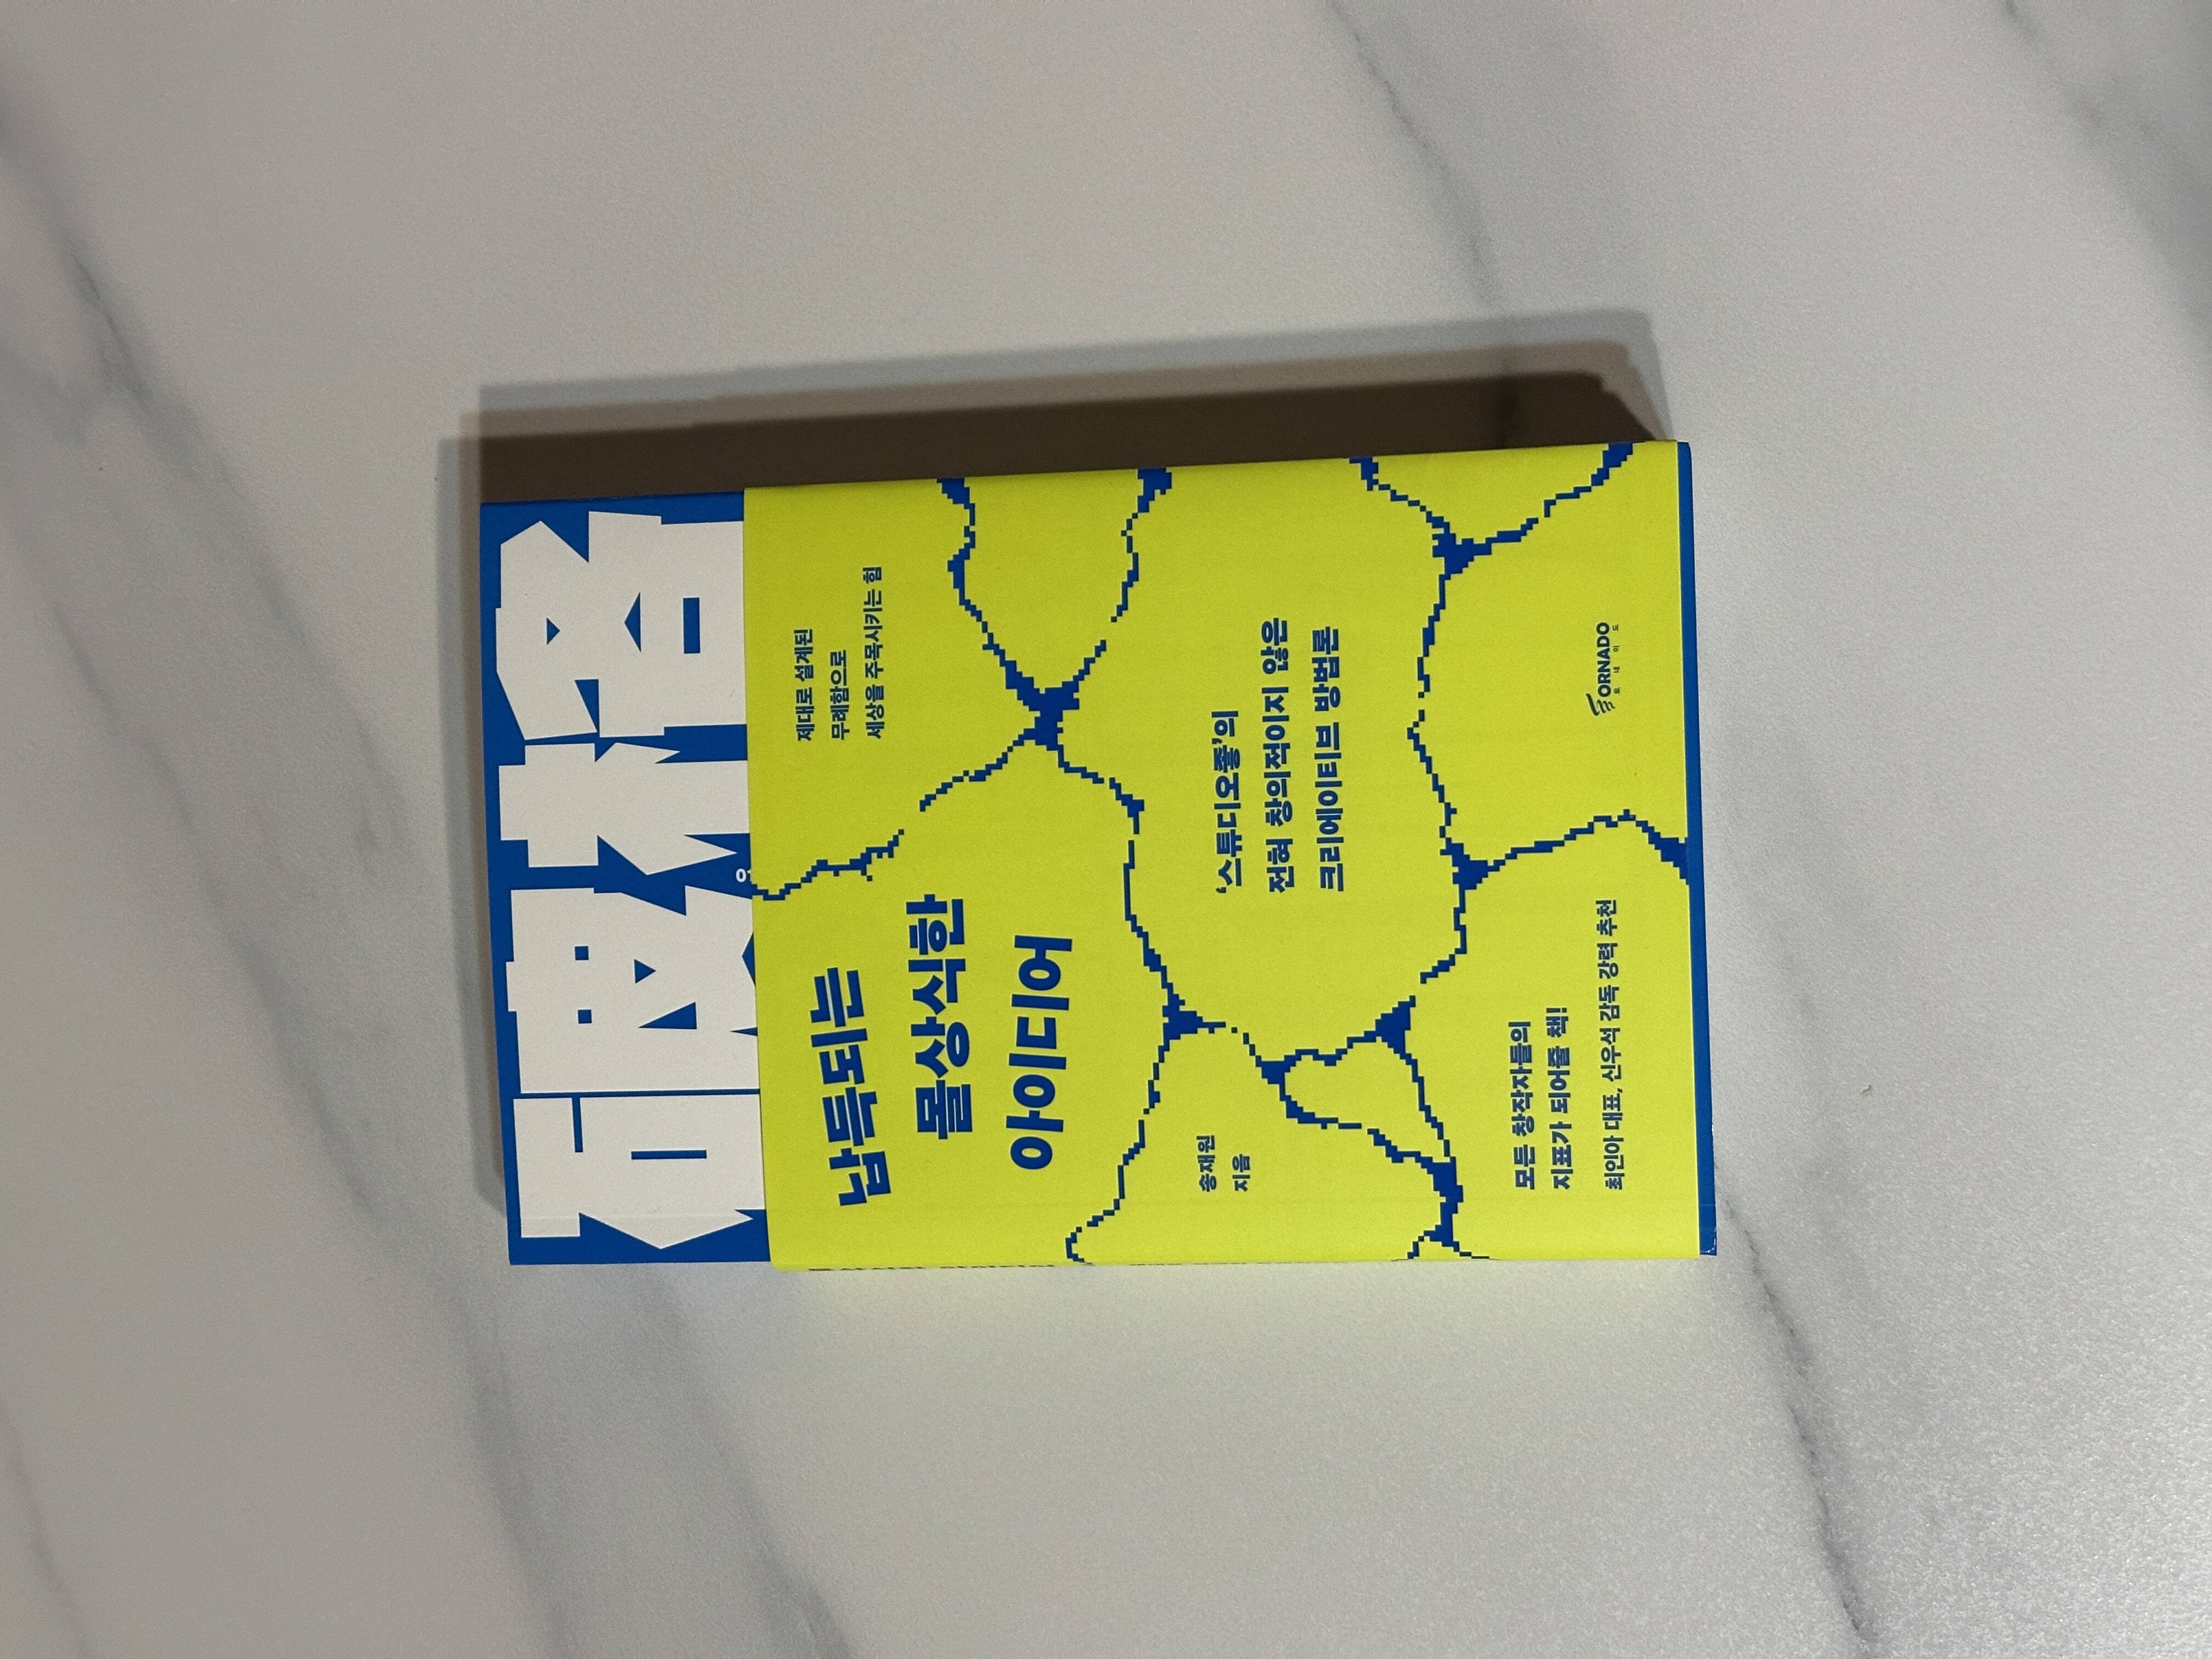 제대로 설계된
무례함으로
세상을 주목시키는 힘
납득되는
몰상식한
아이디어
'스튜디오좋'의
전혀 창의적이지 않은
크리에이티브 방법론
송재원
지음
모든 창작자들의
지표가 되어줄 책!
최인아 대표, 신우석 감독 강력 추천
TORNADO
토네이도